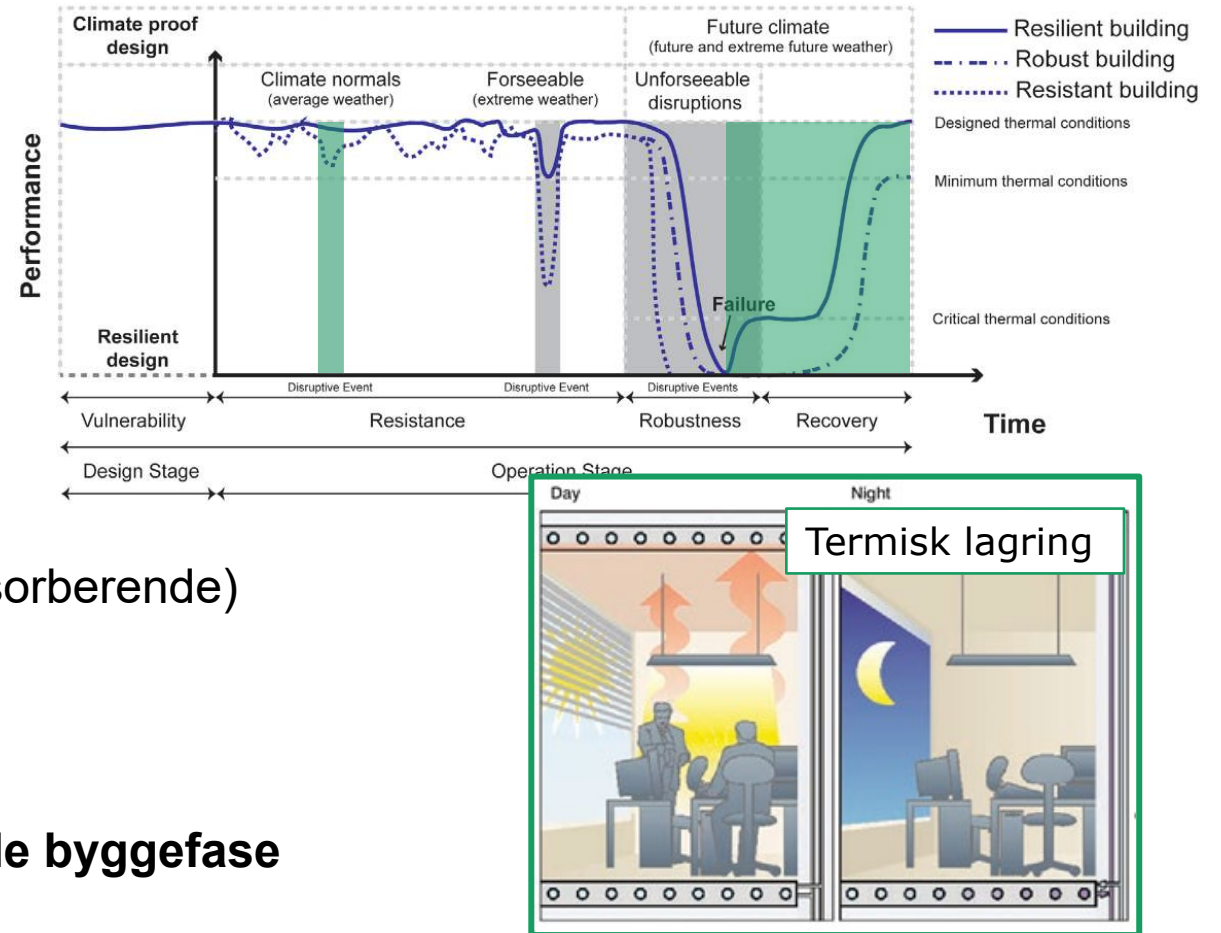 Climate proof
design
Future climate
(future and extreme future weather)
Resilient building
Robust building
Resistant building
Climate normals
(average weather)
Forseeable
(extreme weather)
Unforseeable
disruptions
Designed thermal conditions
Minimum thermal conditions
Performance
Failure
Critical thermal conditions
Resilient
design
Disruptive Event
Disruptive Event
Disruptive Events
Vulnerability
Resistance
Robustness
Recovery
Time
Design Stage
Operation Stage
Day
Night
Termisk lagring
sorberende)
le byggefase